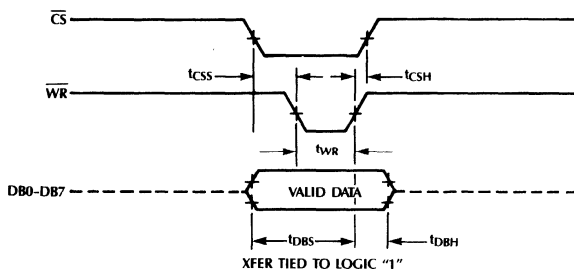 CS
tCSS
tCSH
WR
tWR
DB0-DB7
VALID DATA
tDBS
tDBH
XFER TIED TO LOGIC “1”